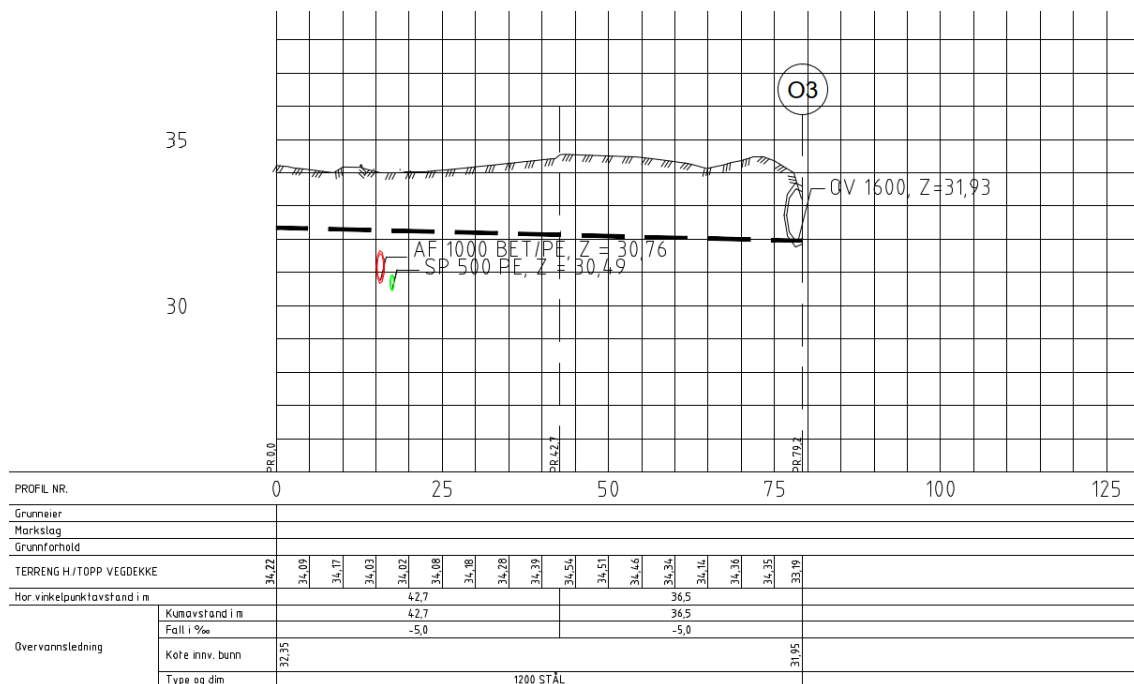 O3
35
OV 1600, Z=31,93
AF 1000 BET/PE, Z = 30,76
SP 500 PE, Z = 30,49
30
PR.0,0
PR.42,7
PR.79,2
PROFIL NR. 0 25 50 75 100 125
Grunneier
Markslag
Grunnforhold
TERRENG H./TOPP VEGDEKKE 34,22 34,09 34,17 34,03 34,02 34,08 34,18 34,28 34,39 34,54 34,51 34,46 34,34 34,14 34,36 34,35 33,19
Hor.vinkelpunktavstand i m 42,7 36,5
Kumavstand i m 42,7 36,5
Fall i ‰ -5,0 -5,0
Overvannsledning
Kote innv. bunn 32,35 31,95
Type og dim 1200 STÅL